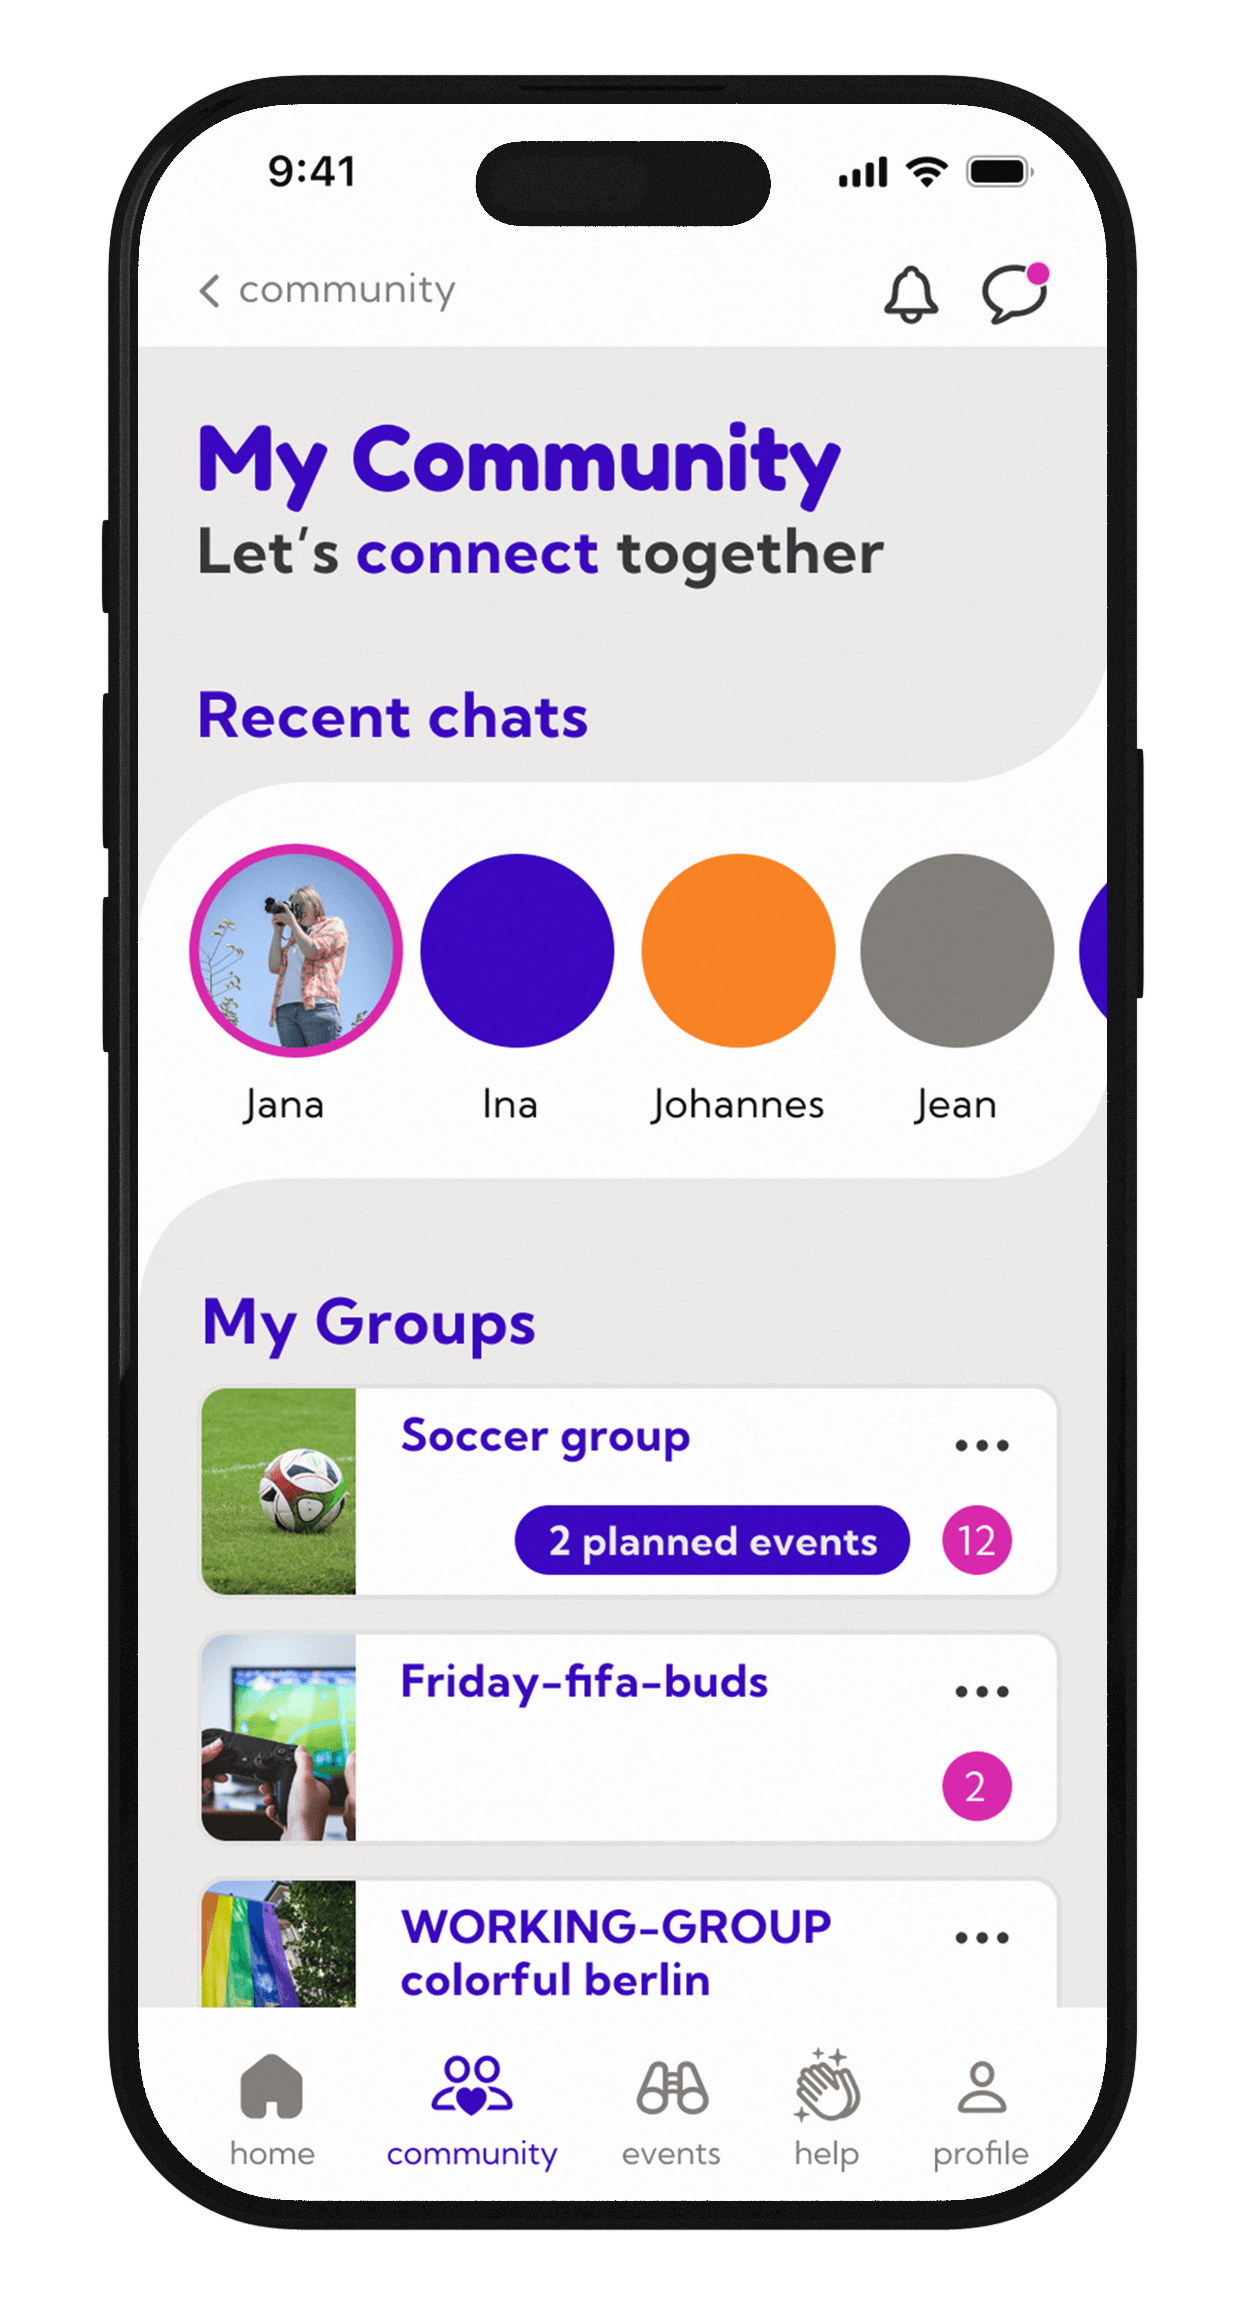 9:41
community
My Community
Let's connect together
Recent chats
Jana
Ina
Johannes
Jean
My Groups
Soccer group
2 planned events
12
Friday-fifa-buds
2
WORKING-GROUP
colorful berlin
home
community
events
help
profile